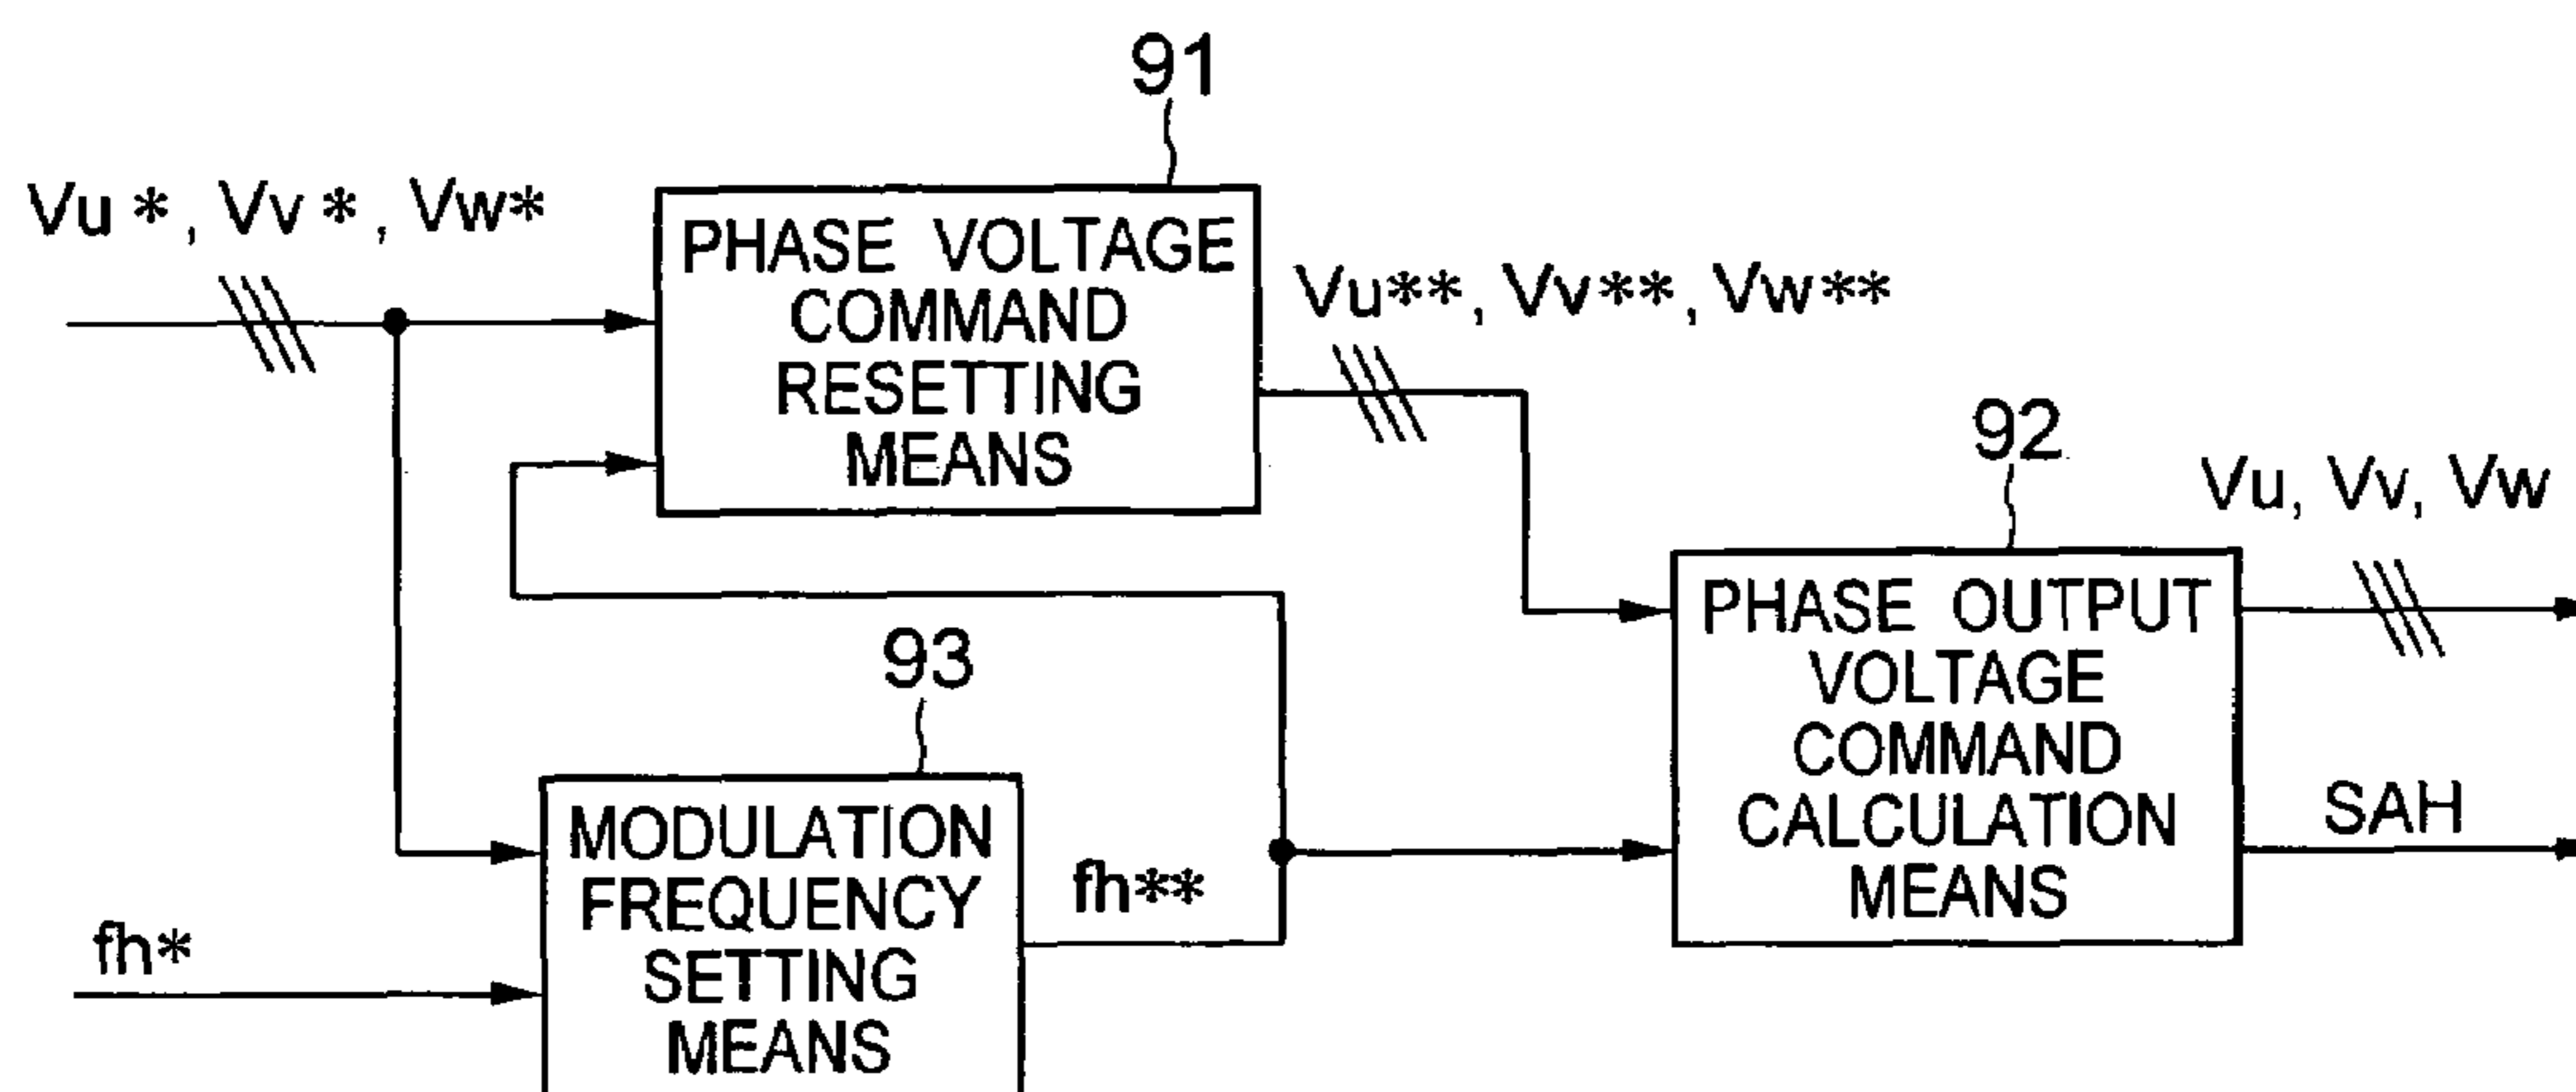 91
Vu*, Vv*, Vw*
PHASE VOLTAGE
COMMAND
RESETTING
MEANS
Vu**, Vv**, Vw**
92
Vu, Vv, Vw
PHASE OUTPUT
VOLTAGE
COMMAND
CALCULATION
MEANS
SAH
93
MODULATION
FREQUENCY
SETTING
MEANS
fh**
fh*